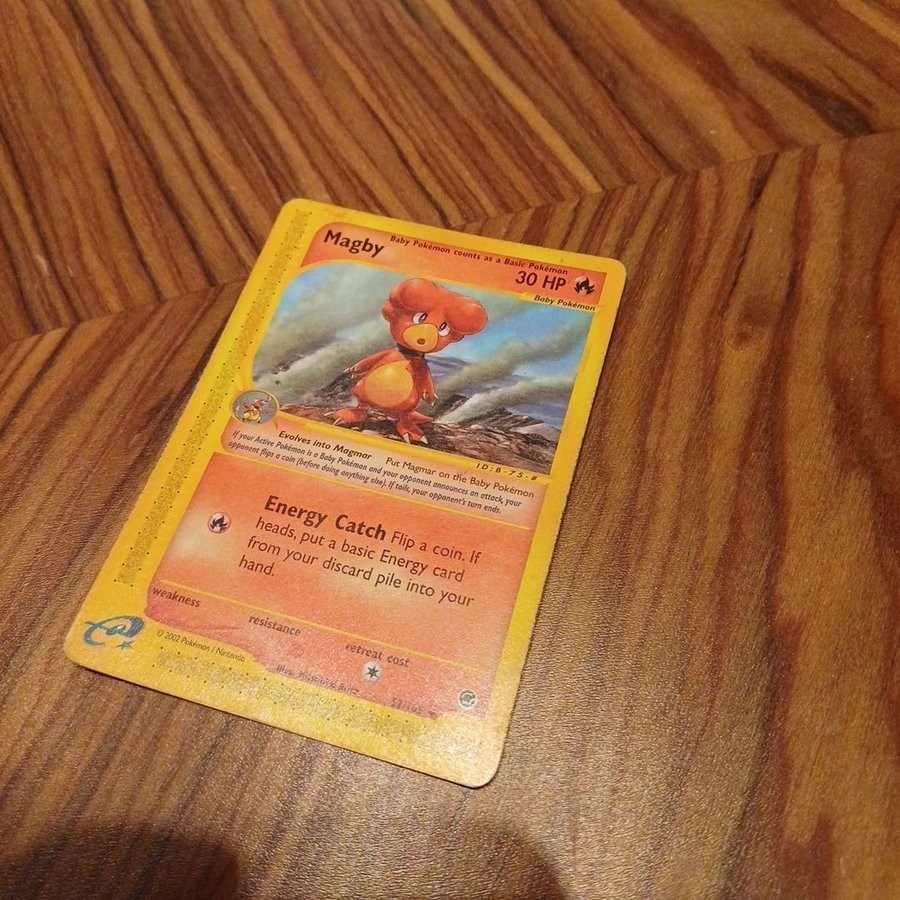 Magby
Baby Pokémon counts as a Basic Pokémon
30 HP
Baby Pokémon
Evolves into Magmar
Put Magmar on the Baby Pokémon
ID:B-75-#
If your Active Pokémon is a Baby Pokémon and your opponent announces an attack, your
opponent flips a coin (before doing anything else). If tails, your opponent's turn ends.
Energy Catch Flip a coin. If
heads, put a basic Energy card
from your discard pile into your
hand.
weakness
resistance
retreat cost
e
© 2002 Pokémon / Nintendo